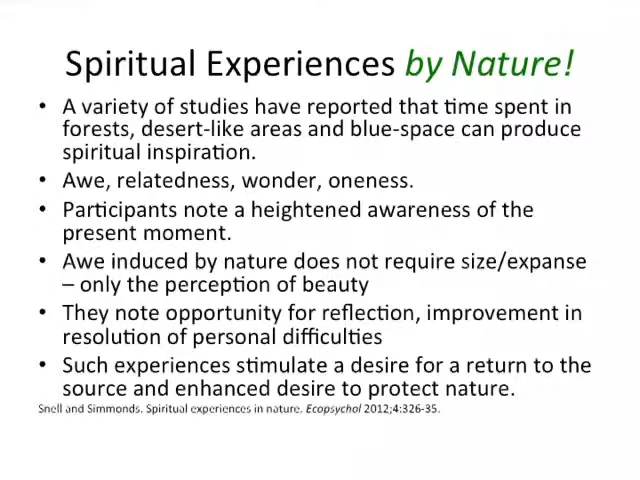 Spiritual Experiences by Nature!
• A variety of studies have reported that time spent in
forests, desert-like areas and blue-space can produce
spiritual inspiration.
• Awe, relatedness, wonder, oneness.
• Participants note a heightened awareness of the
present moment.
• Awe induced by nature does not require size/expanse
– only the perception of beauty
• They note opportunity for reflection, improvement in
resolution of personal difficulties
• Such experiences stimulate a desire for a return to the
source and enhanced desire to protect nature.
Snell and Simmonds. Spiritual experiences in nature. Ecopsychol 2012;4:326-35.